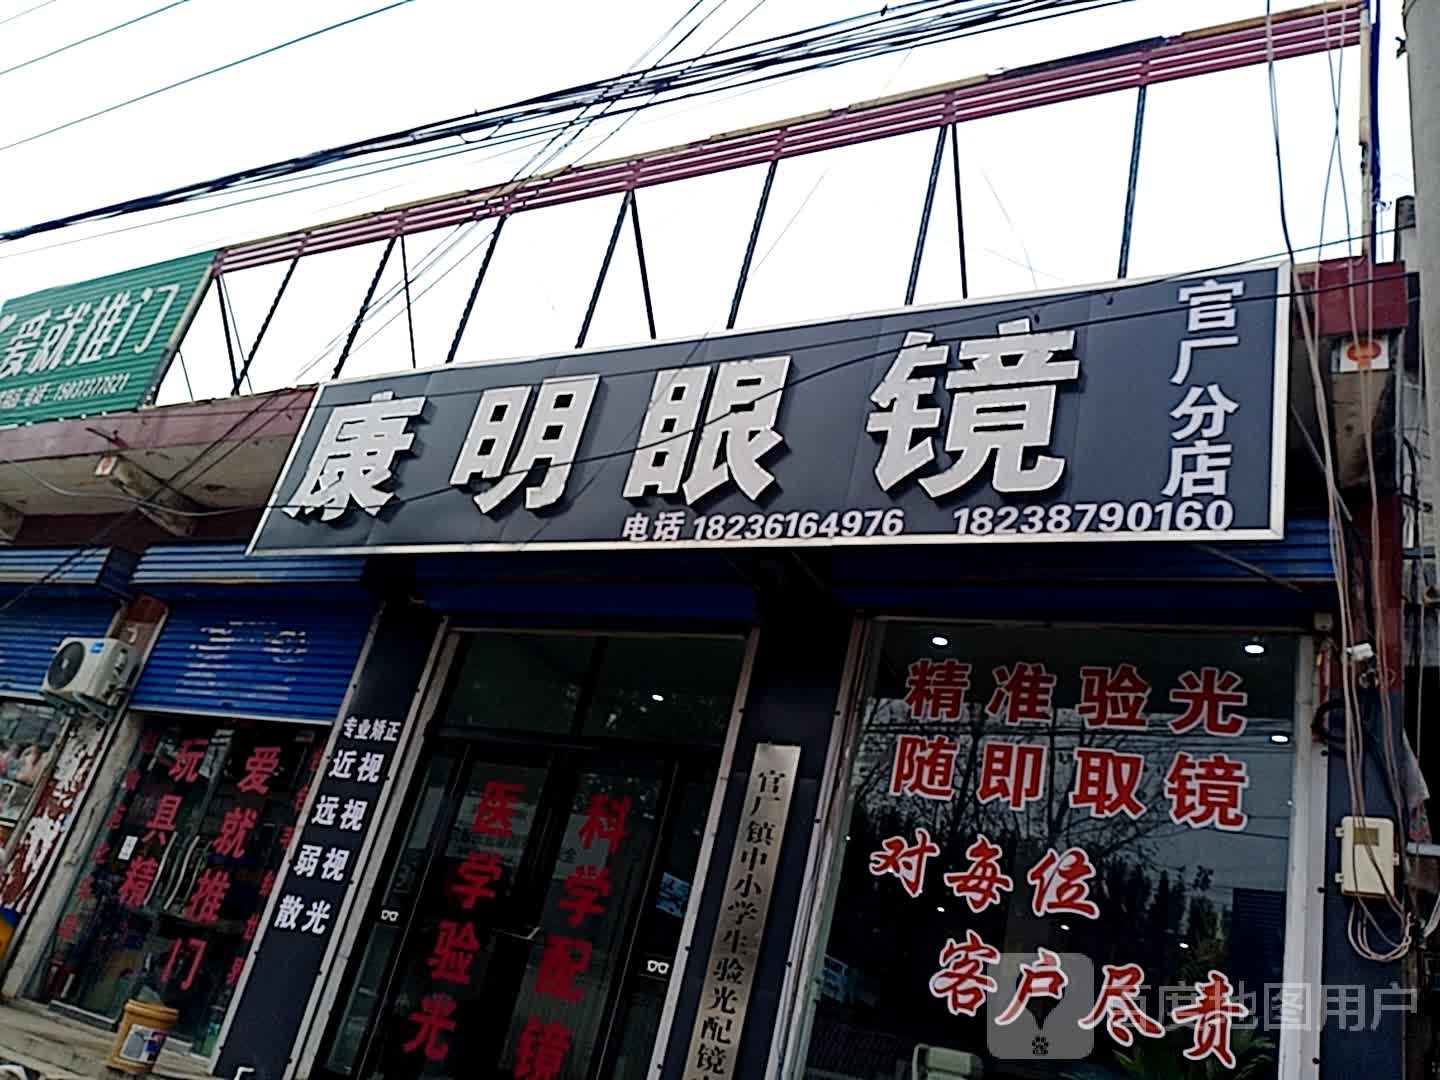 爱就推门
电话:15937377821
康明眼镜
官厂分店
电话 18236164976 18238790160
专业矫正
近视
远视
弱视
散光
玩具精
爱就推门
医学验光
科学配镜
官厂镇中小学生验光配镜
精准验光
随即取镜
对每位
客户尽责
百度地图用户